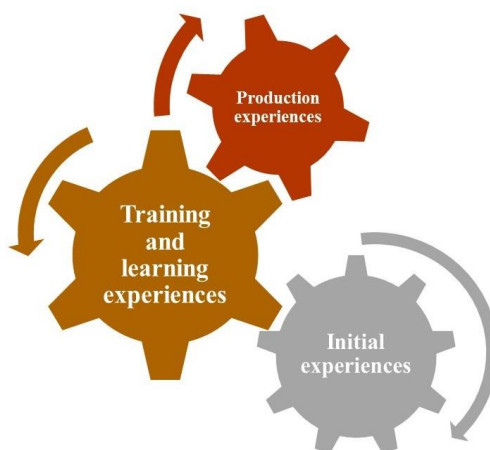 Production
experiences
Training
and
learning
experiences
Initial
experiences